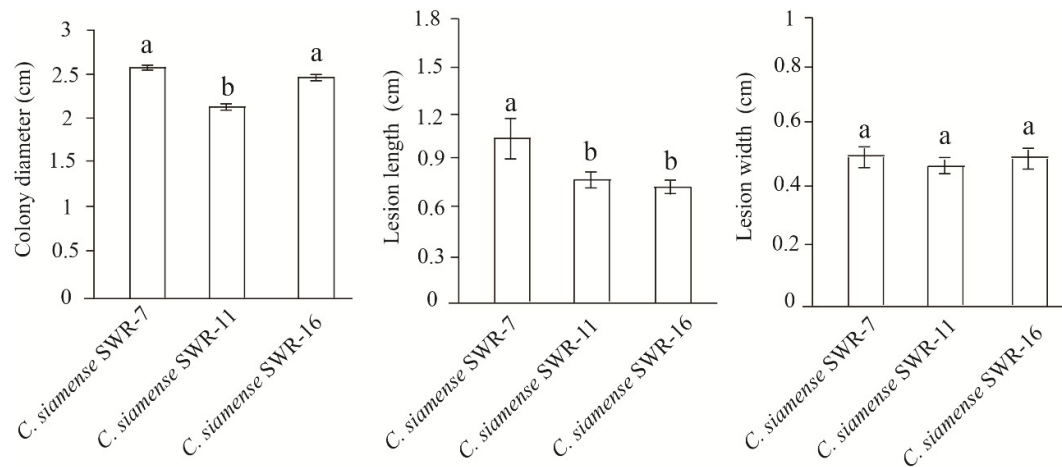 Colony diameter (cm)
3
2.5
2
1.5
1
0.5
0
a
b
a
C. siamense SWR-7
C. siamense SWR-11
C. siamense SWR-16
Lesion length (cm)
1.8
1.5
1.2
0.9
0.6
0.3
0
a
b
b
C. siamense SWR-7
C. siamense SWR-11
C. siamense SWR-16
Lesion width (cm)
1
0.8
0.6
0.4
0.2
0
a
a
a
C. siamense SWR-7
C. siamense SWR-11
C. siamense SWR-16